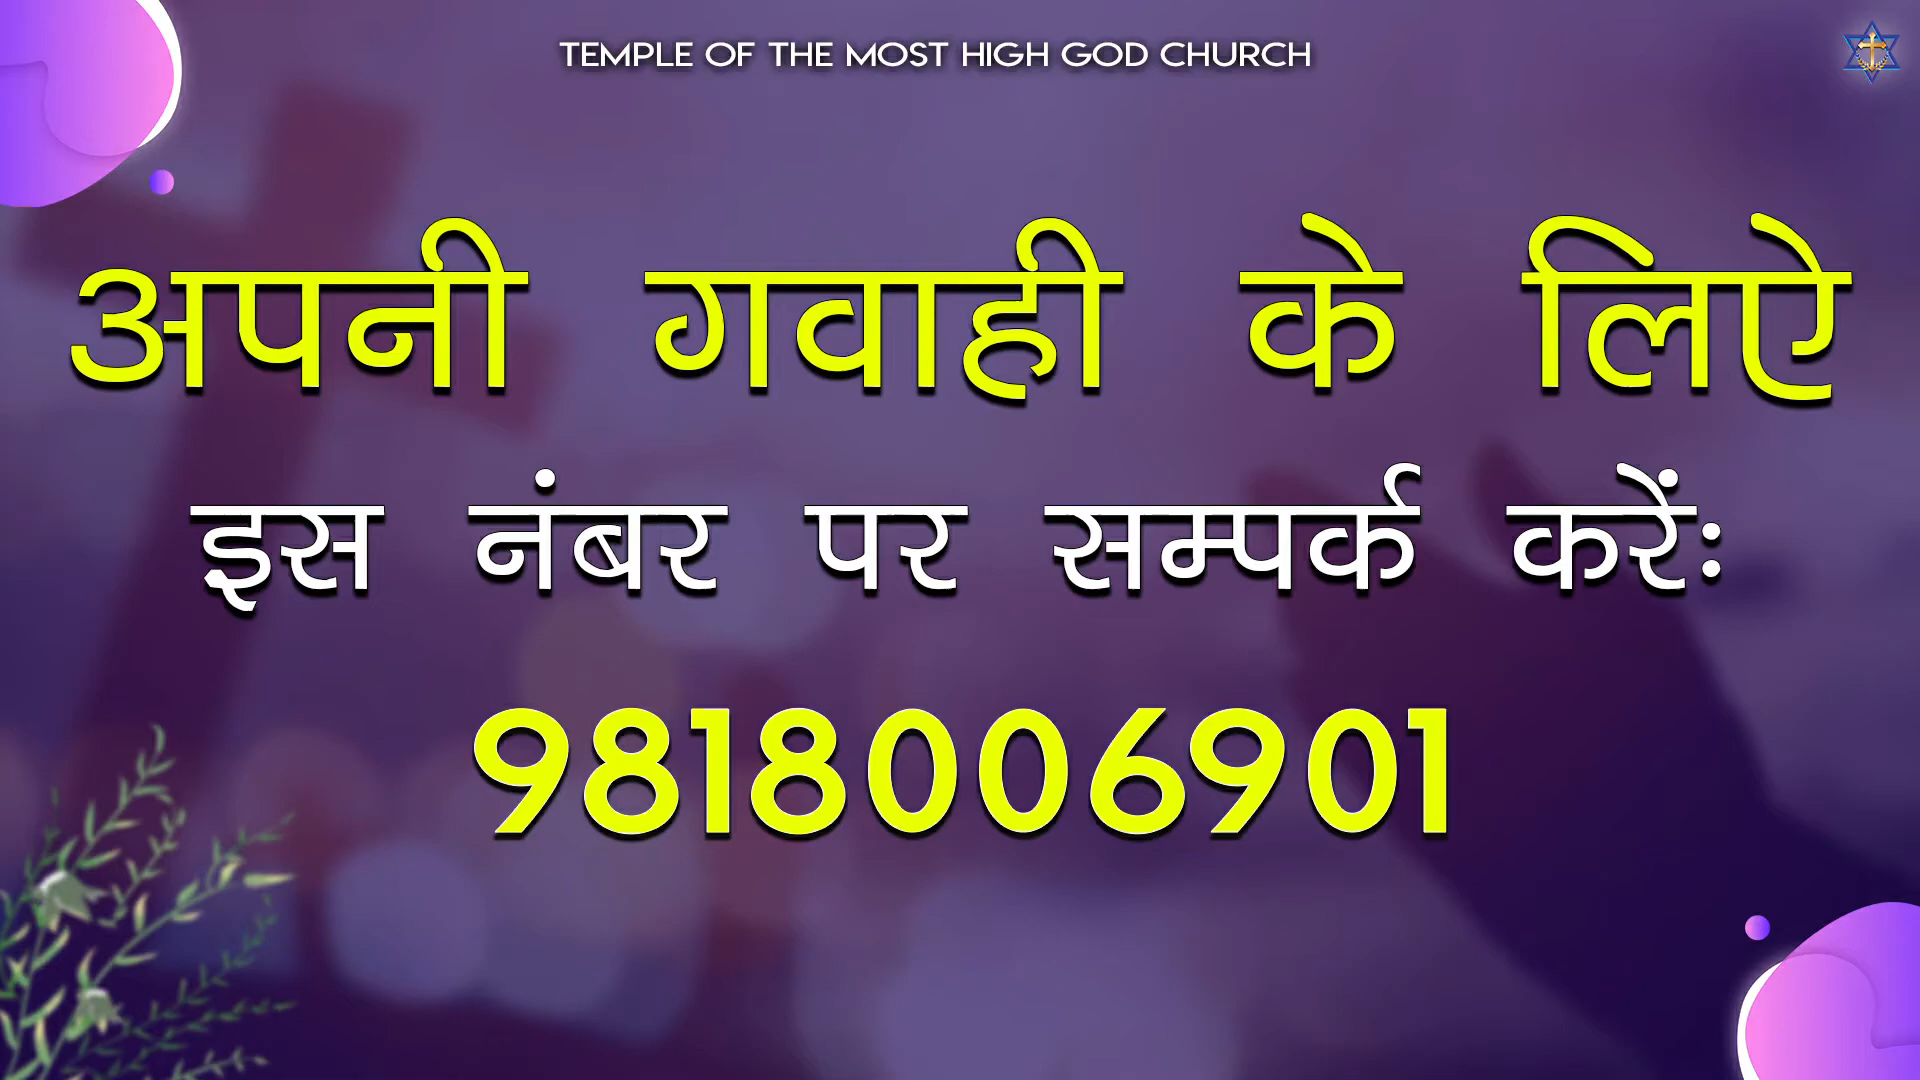 TEMPLE OF THE MOST HIGH GOD CHURCH
अपनी गवाही के लिऐ
इस नंबर पर सम्पर्क करें:
9818006901